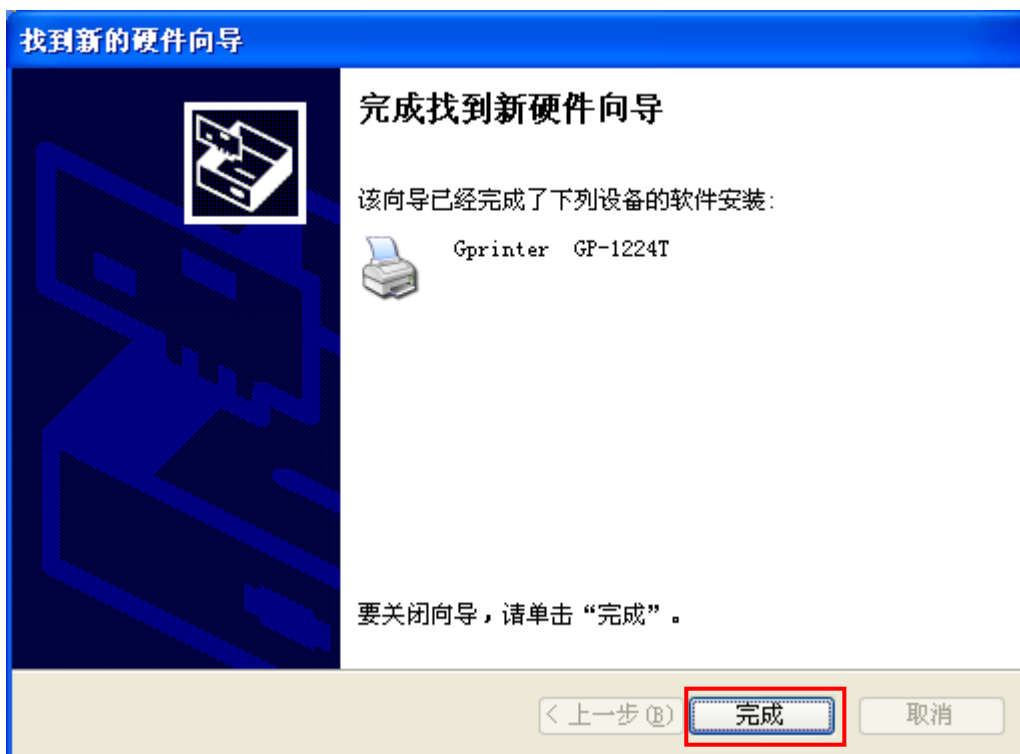 找到新的硬件向导
完成找到新硬件向导
该向导已经完成了下列设备的软件安装:
Gprinter GP-1224T
要关闭向导，请单击“完成”。
< 上一步(B) 完成 取消